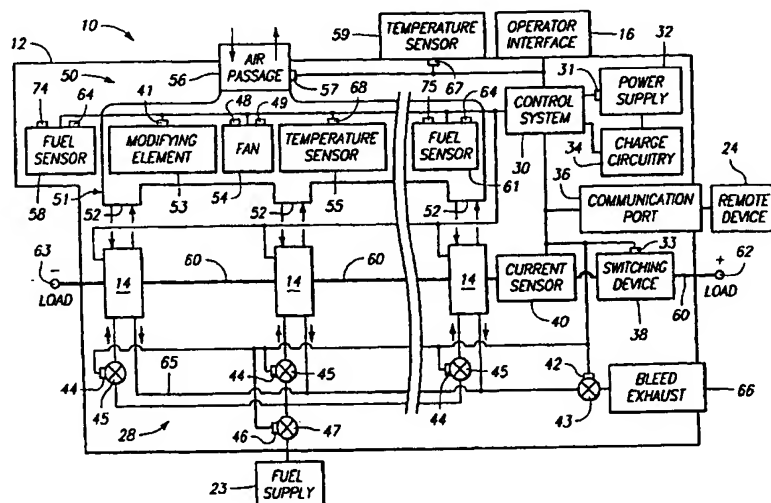 10
12
50
56
AIR
PASSAGE
57
59
TEMPERATURE
SENSOR
67
OPERATOR
INTERFACE
16
32
31
POWER
SUPPLY
CONTROL
SYSTEM
30
34
CHARGE
CIRCUITRY
74
64
FUEL
SENSOR
58
41
MODIFYING
ELEMENT
53
48
49
FAN
54
68
TEMPERATURE
SENSOR
55
75
64
FUEL
SENSOR
61
36
COMMUNICATION
PORT
24
REMOTE
DEVICE
51
52
52
52
63
−
LOAD
14
60
14
60
14
CURRENT
SENSOR
40
33
SWITCHING
DEVICE
38
60
+
62
LOAD
44
45
65
44
45
44
45
42
43
BLEED
EXHAUST
66
28
46
47
23
FUEL
SUPPLY